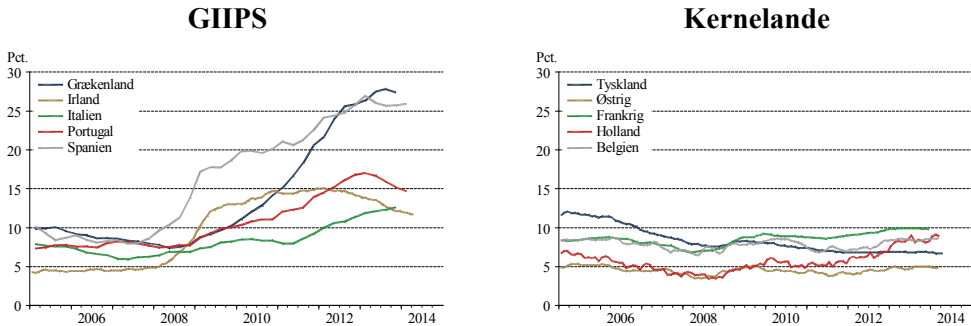 GIIPS
Pct.
30
25
20
15
10
5
0
Grækenland
Irland
Italien
Portugal
Spanien
2006 2008 2010 2012 2014
Kernelande
Pct.
30
25
20
15
10
5
0
Tyskland
Østrig
Frankrig
Holland
Belgien
2006 2008 2010 2012 2014